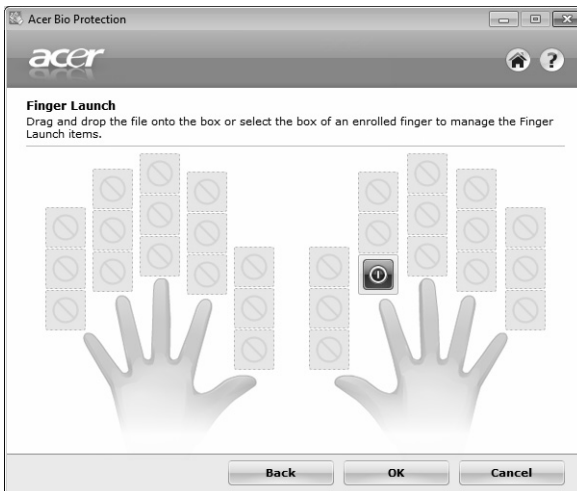 Acer Bio Protection
acer
?
Finger Launch
Drag and drop the file onto the box or select the box of an enrolled finger to manage the Finger
Launch items.
Back OK Cancel